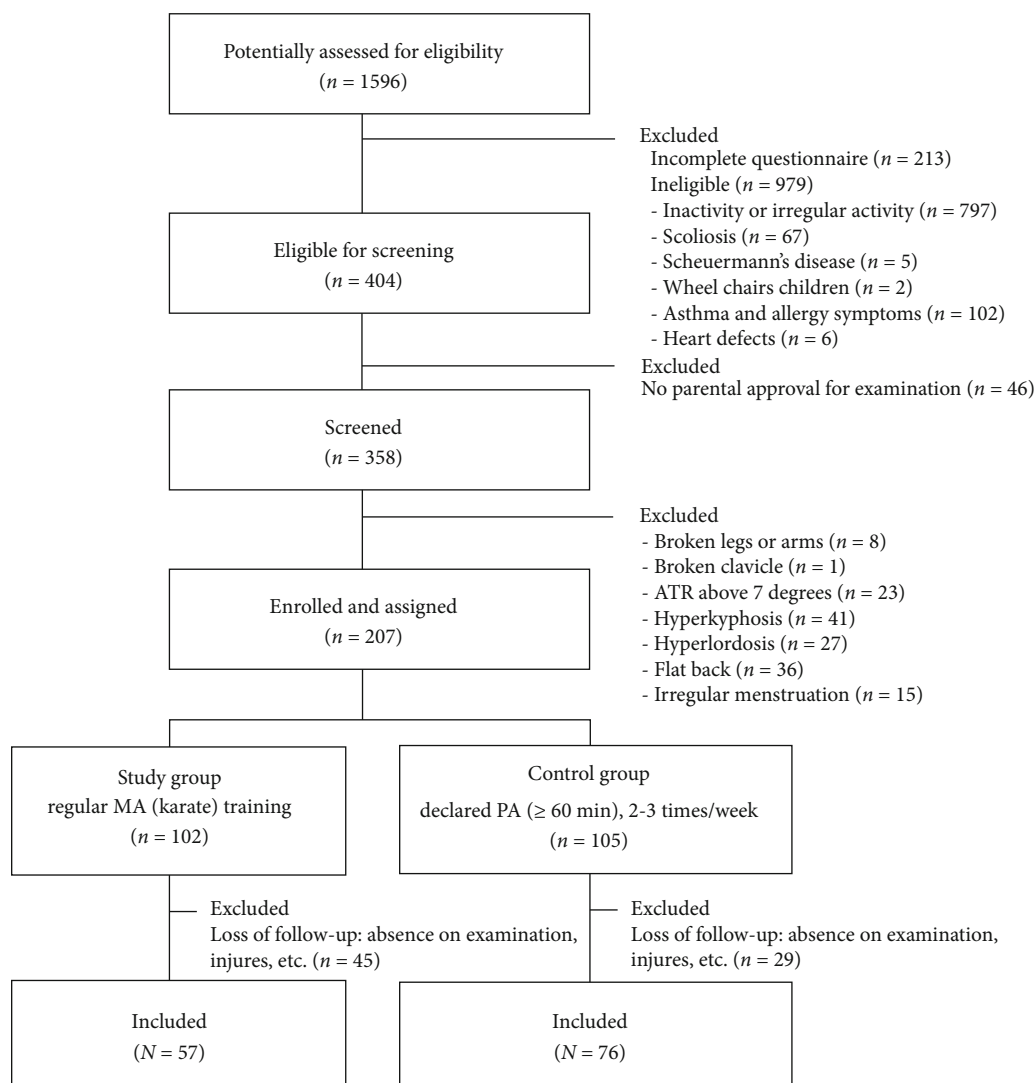 Potentially assessed for eligibility
(n = 1596)
Excluded
Incomplete questionnaire (n = 213)
Ineligible (n = 979)
- Inactivity or irregular activity (n = 797)
- Scoliosis (n = 67)
- Scheuermann's disease (n = 5)
- Wheel chairs children (n = 2)
- Asthma and allergy symptoms (n = 102)
- Heart defects (n = 6)
Eligible for screening
(n = 404)
Excluded
No parental approval for examination (n = 46)
Screened
(n = 358)
Excluded
- Broken legs or arms (n = 8)
- Broken clavicle (n = 1)
- ATR above 7 degrees (n = 23)
- Hyperkyphosis (n = 41)
- Hyperlordosis (n = 27)
- Flat back (n = 36)
- Irregular menstruation (n = 15)
Enrolled and assigned
(n = 207)
Study group
regular MA (karate) training
(n = 102)
Control group
declared PA (≥ 60 min), 2-3 times/week
(n = 105)
Excluded
Loss of follow-up: absence on examination,
injures, etc. (n = 45)
Excluded
Loss of follow-up: absence on examination,
injures, etc. (n = 29)
Included
(N = 57)
Included
(N = 76)